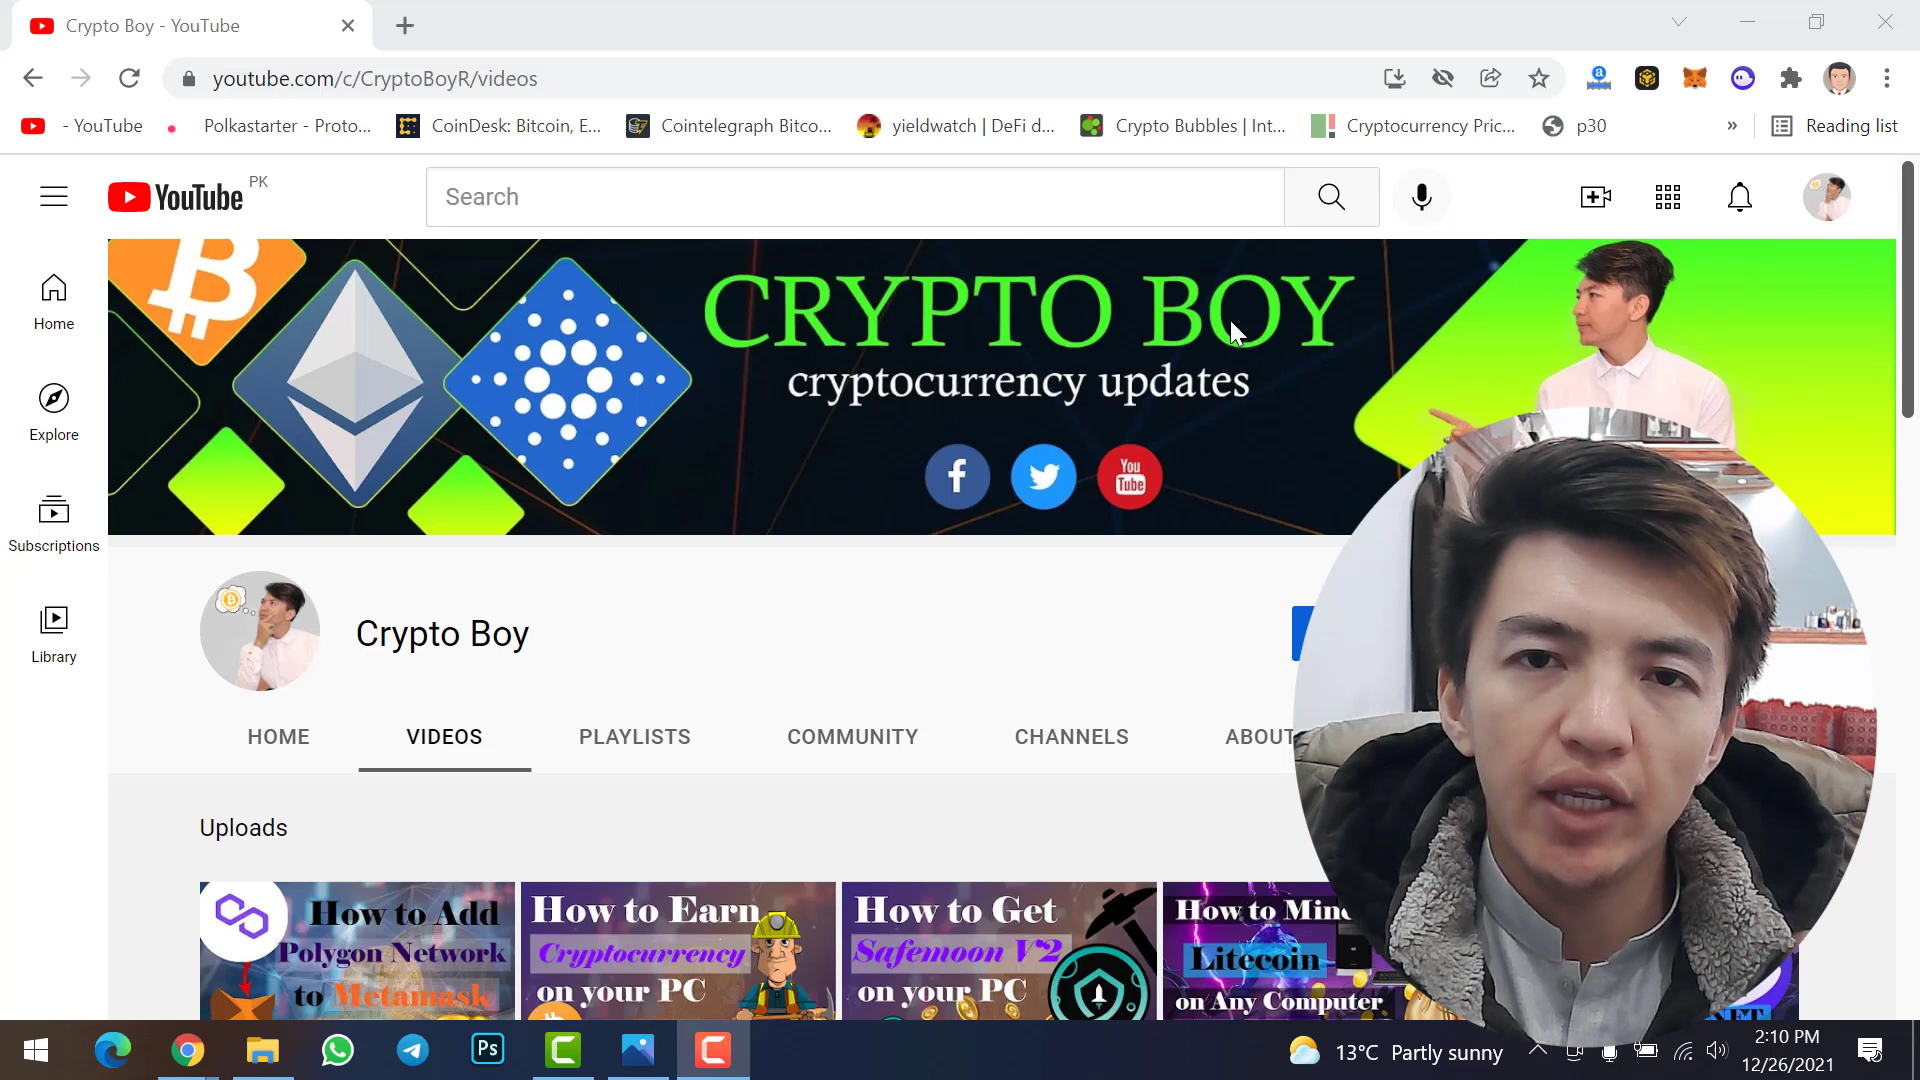 Crypto Boy - YouTube
youtube.com/c/CryptoBoyR/videos
- YouTube
Polkastarter - Proto...
CoinDesk: Bitcoin, E...
Cointelegraph Bitco...
yieldwatch | DeFi d...
Crypto Bubbles | Int...
Cryptocurrency Pric...
p30
»
Reading list
YouTube PK
Search
CRYPTO BOY
cryptocurrency updates
You
Tube
Home
Explore
Subscriptions
Library
Crypto Boy
HOME
VIDEOS
PLAYLISTS
COMMUNITY
CHANNELS
ABOUT
Uploads
How to Add
Polygon Network
to Metamask
How to Earn
Cryptocurrency
on your PC
How to Get
Safemoon V2
on your PC
How to Mine
Litecoin
on Any Computer
NET
Ps
13°C Partly sunny
2:10 PM
12/26/2021